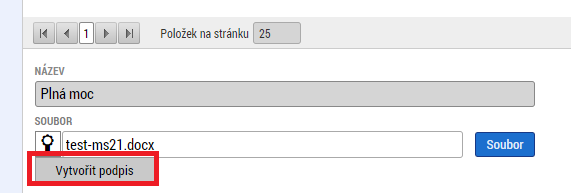 1 Položek na stránku 25
NÁZEV
Plná moc
SOUBOR
test-ms21.docx Soubor
Vytvořit podpis